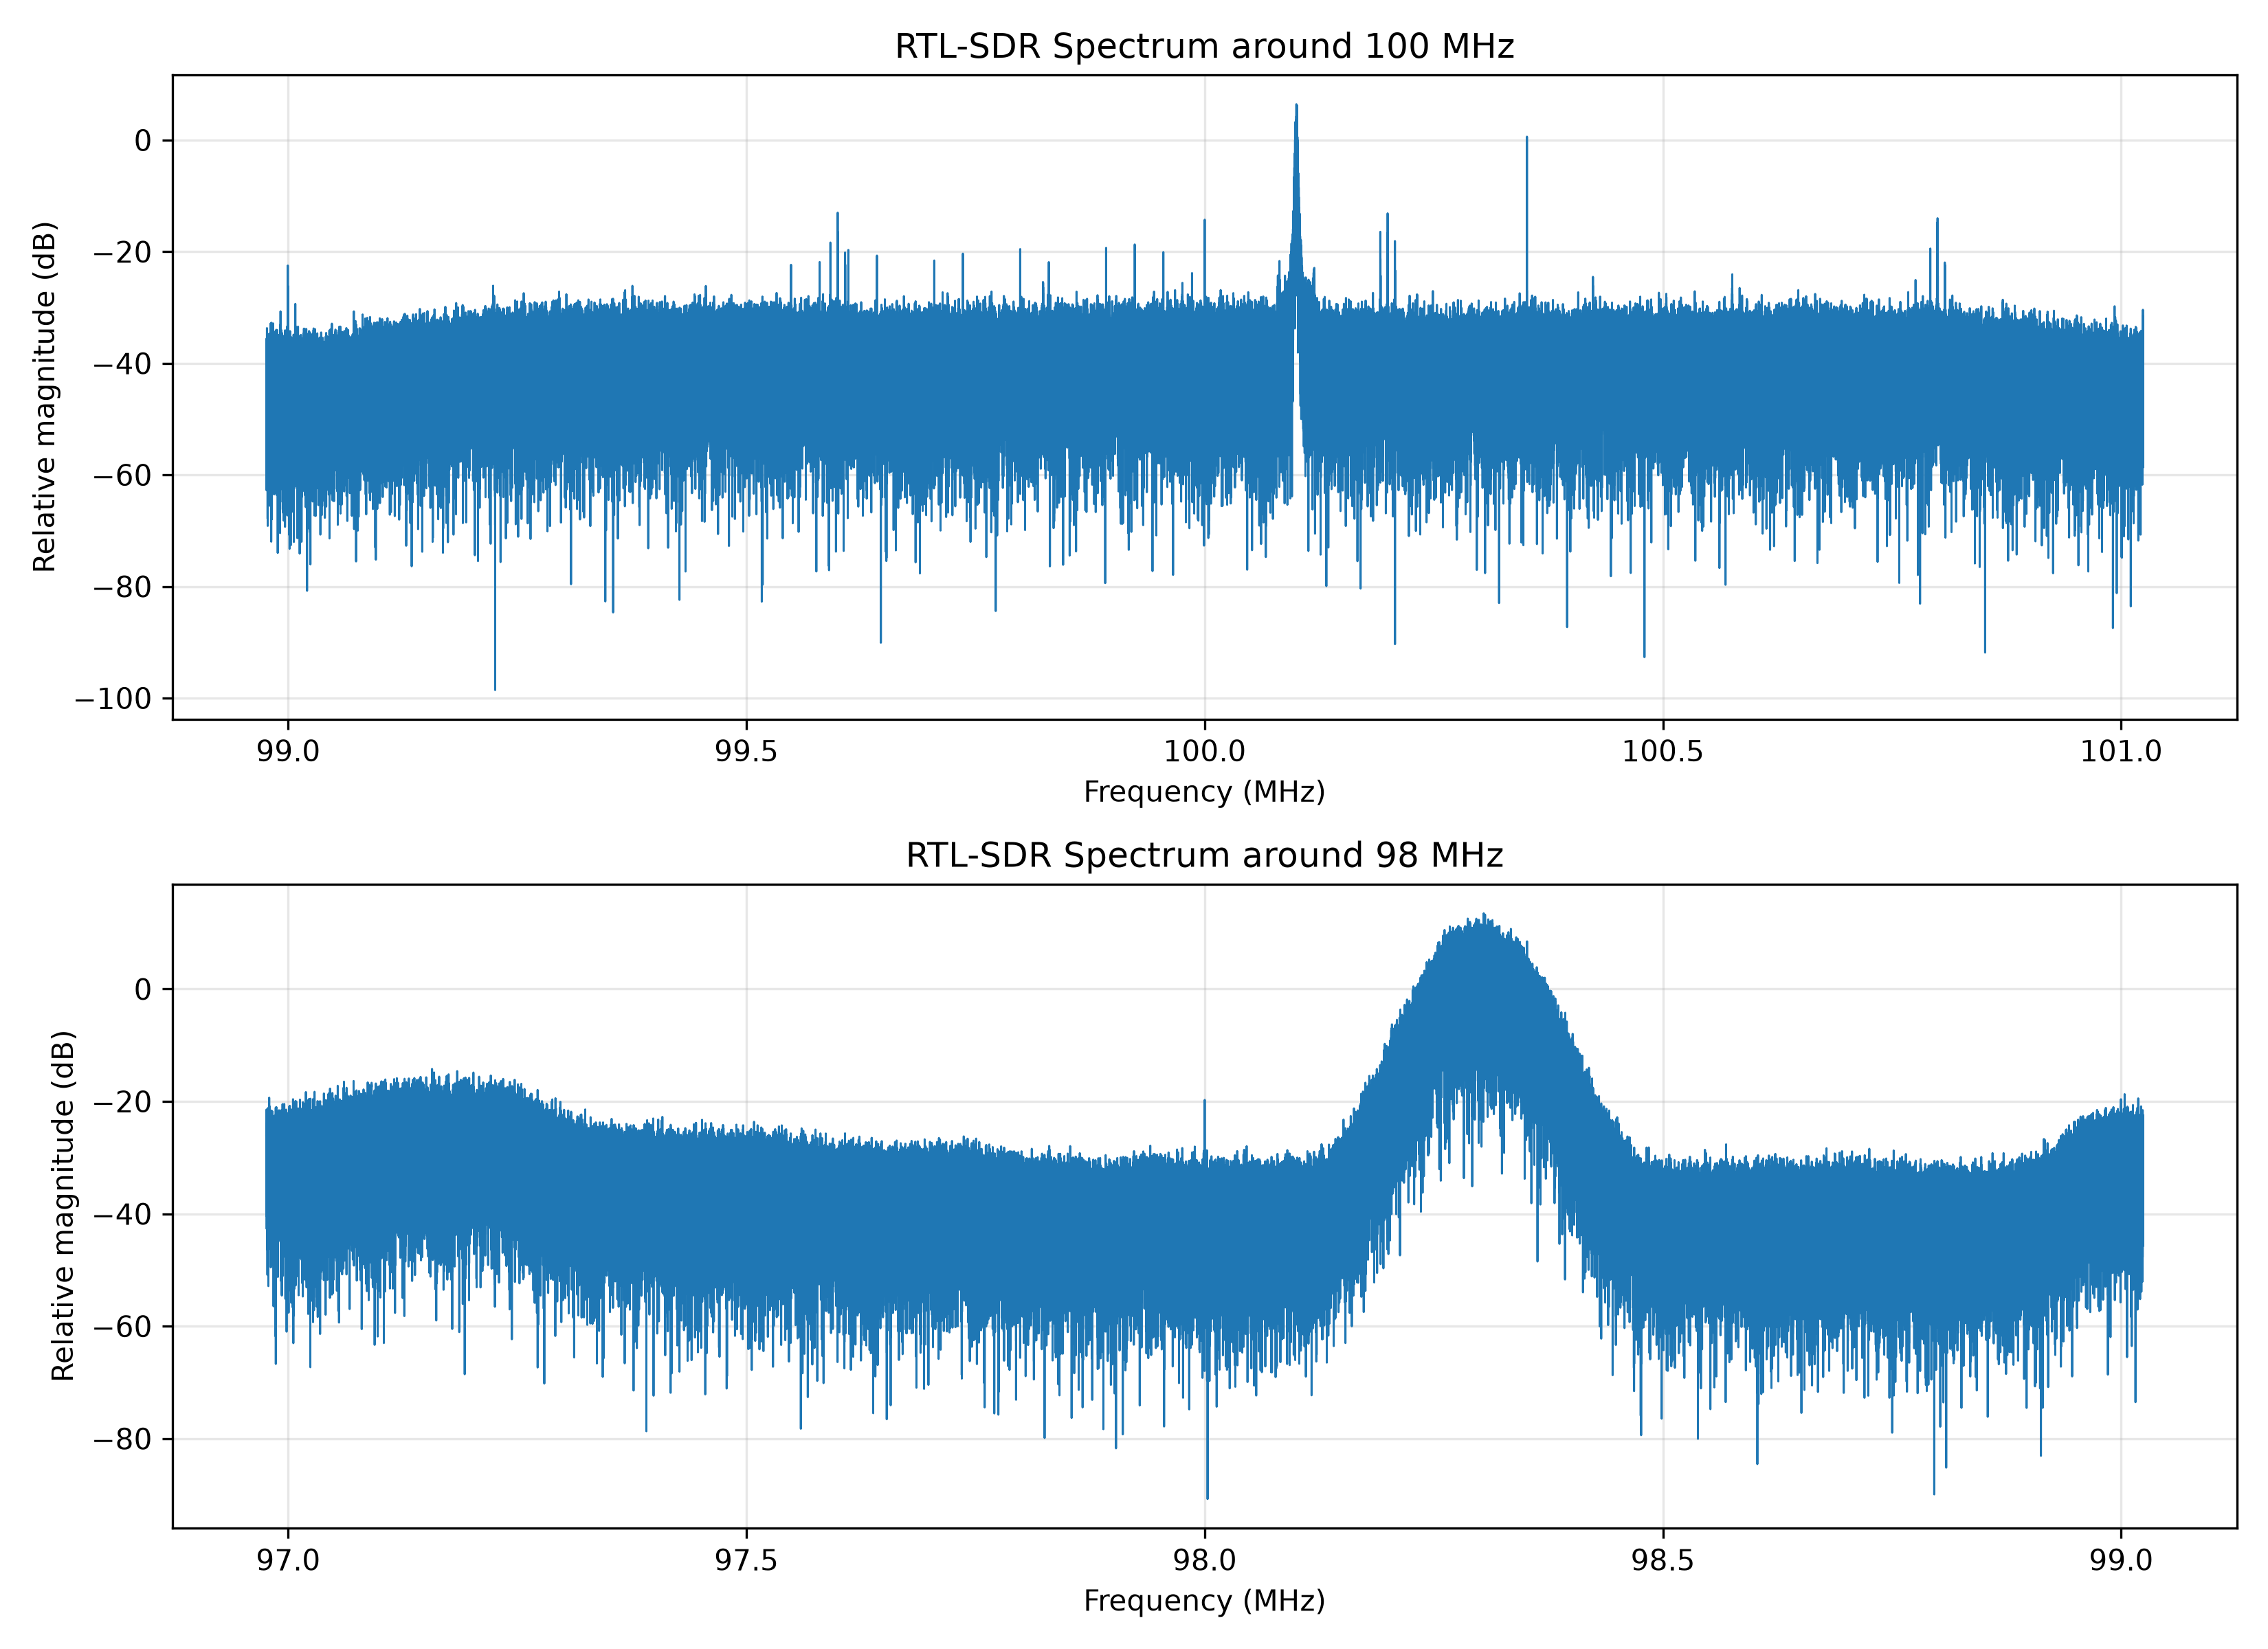 RTL-SDR Spectrum around 100 MHz
Relative magnitude (dB)
0
−20
−40
−60
−80
−100
99.0 99.5 100.0 100.5 101.0
Frequency (MHz)
RTL-SDR Spectrum around 98 MHz
Relative magnitude (dB)
0
−20
−40
−60
−80
97.0 97.5 98.0 98.5 99.0
Frequency (MHz)